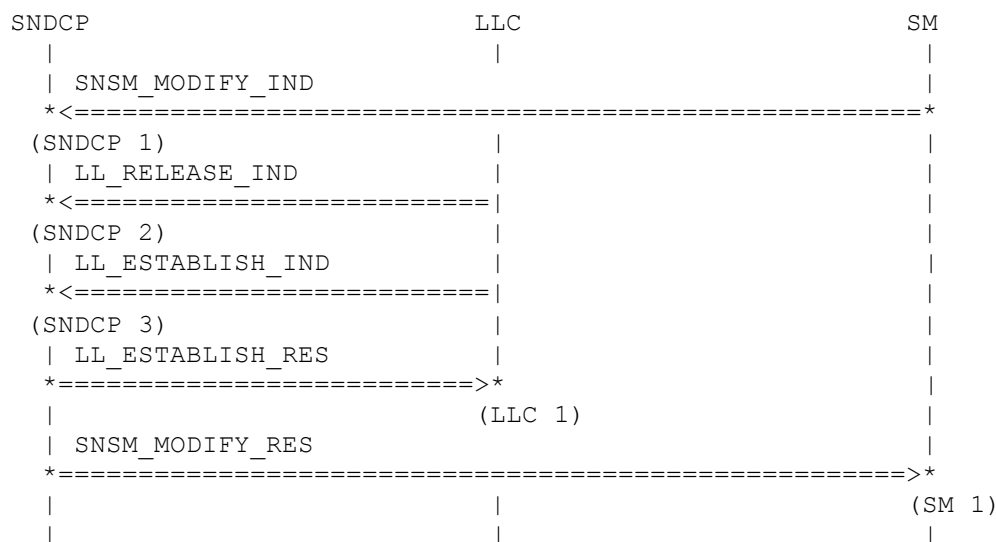 SNDCP LLC SM
| | |
| SNSM_MODIFY_IND |
*<=====================================================*
(SNDCP 1) | |
| LL_RELEASE_IND | |
*<==========================| |
(SNDCP 2) | |
| LL_ESTABLISH_IND | |
*<==========================| |
(SNDCP 3) | |
| LL_ESTABLISH_RES | |
*==========================>* |
| (LLC 1) |
| SNSM_MODIFY_RES |
*=====================================================>*
| | (SM 1)
| | |